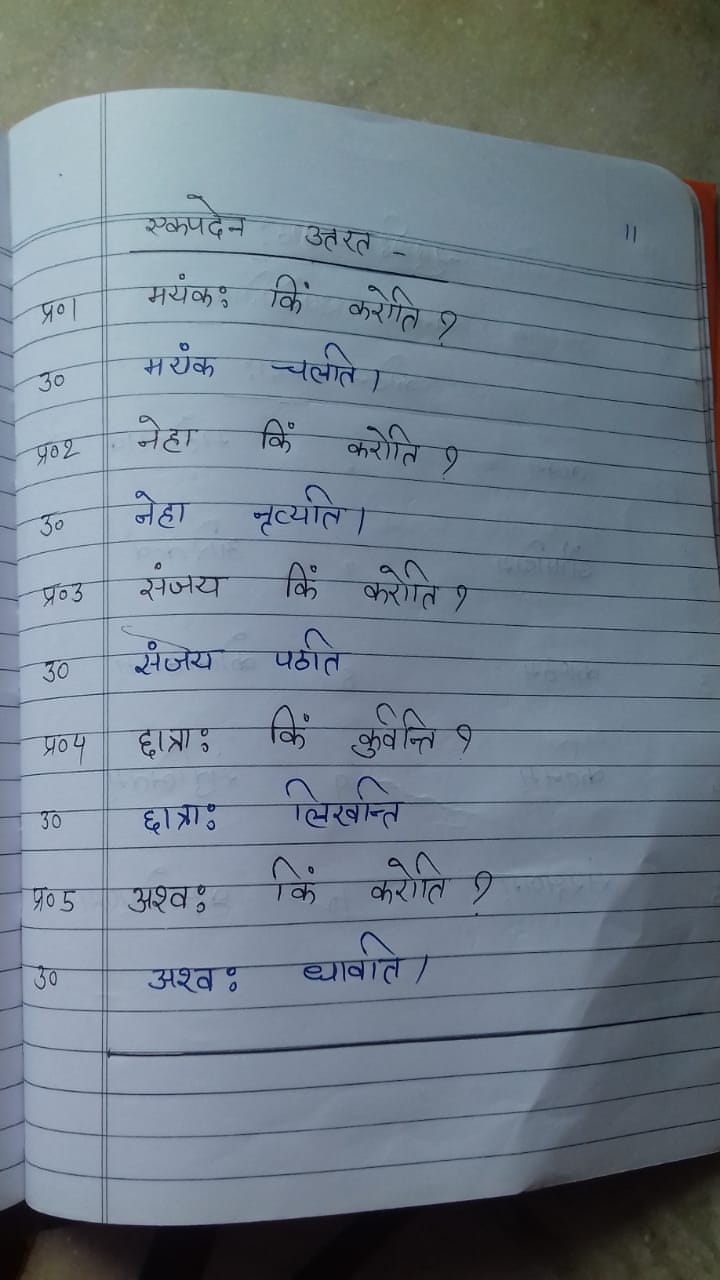 एकपदेन उत्तरत - 11
प्र०1 मयंकः किं करोति ?
उ० मयंक चलति।
प्र०2 नेहा किं करोति ?
उ० नेहा नृत्यति।
प्र०3 संजय किं करोति ?
उ० संजय पठति
प्र०4 छात्राः किं कुर्वन्ति ?
उ० छात्राः लिखन्ति
प्र०5 अश्वः किं करोति ?
उ० अश्वः धावति।